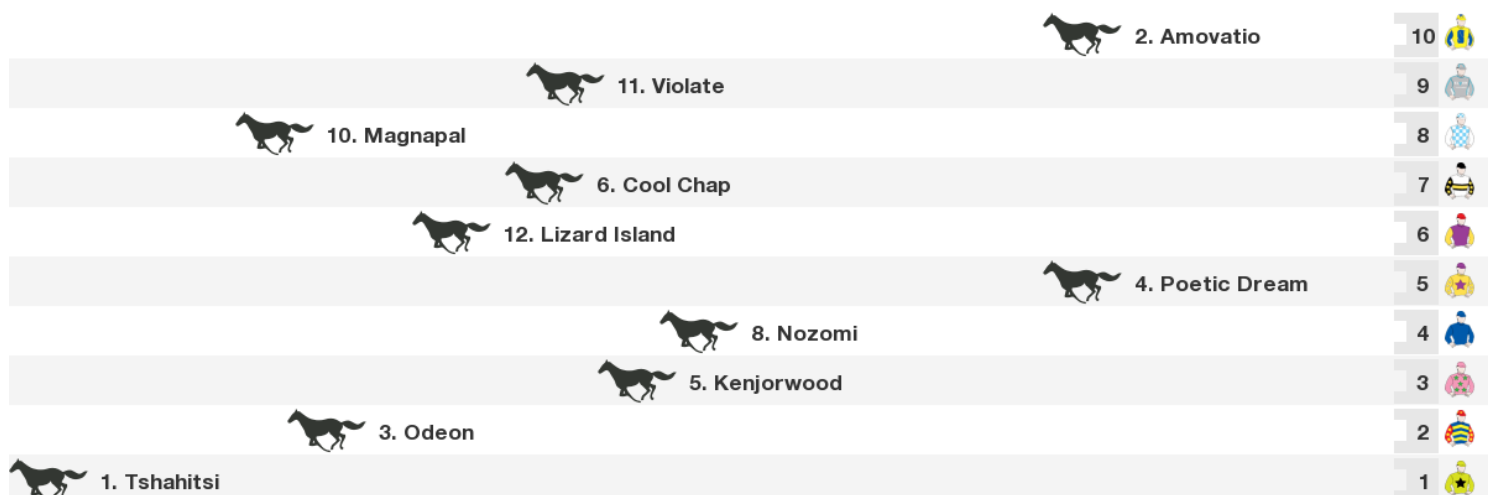 2. Amovatio 10
11. Violate 9
10. Magnapal 8
6. Cool Chap 7
12. Lizard Island 6
4. Poetic Dream 5
8. Nozomi 4
5. Kenjorwood 3
3. Odeon 2
1. Tshahitsi 1